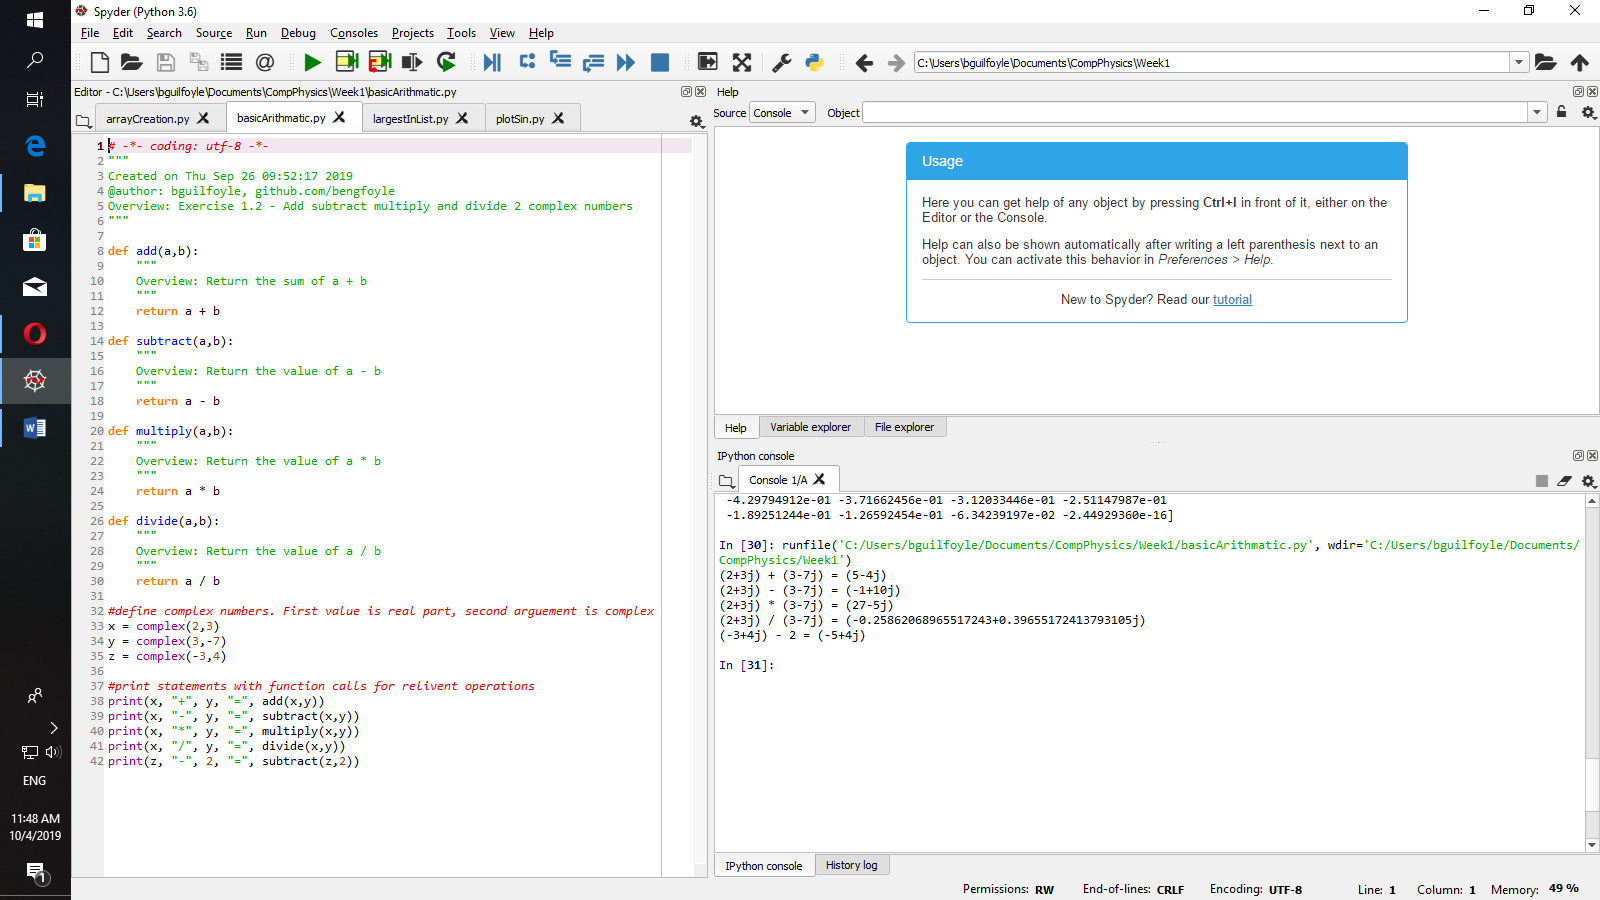 Spyder (Python 3.6)
File Edit Search Source Run Debug Consoles Projects Tools View Help
C:\Users\bguilfoyle\Documents\CompPhysics\Week1
Editor - C:\Users\bguilfoyle\Documents\CompPhysics\Week1\basicArithmatic.py
arrayCreation.py basicArithmatic.py largestInList.py plotSin.py
1 # -*- coding: utf-8 -*-
2 """
3 Created on Thu Sep 26 09:52:17 2019
4 @author: bguilfoyle, github.com/bengfoyle
5 Overview: Exercise 1.2 - Add subtract multiply and divide 2 complex numbers
6 """
7
8 def add(a,b):
9     """
10     Overview: Return the sum of a + b
11     """
12     return a + b
13
14 def subtract(a,b):
15     """
16     Overview: Return the value of a - b
17     """
18     return a - b
19
20 def multiply(a,b):
21     """
22     Overview: Return the value of a * b
23     """
24     return a * b
25
26 def divide(a,b):
27     """
28     Overview: Return the value of a / b
29     """
30     return a / b
31
32 #define complex numbers. First value is real part, second arguement is complex
33 x = complex(2,3)
34 y = complex(3,-7)
35 z = complex(-3,4)
36
37 #print statements with function calls for relivent operations
38 print(x, "+", y, "=", add(x,y))
39 print(x, "-", y, "=", subtract(x,y))
40 print(x, "*", y, "=", multiply(x,y))
41 print(x, "/", y, "=", divide(x,y))
42 print(z, "-", 2, "=", subtract(z,2))
Help
Source Console Object
Usage
Here you can get help of any object by pressing Ctrl+I in front of it, either on the
Editor or the Console.
Help can also be shown automatically after writing a left parenthesis next to an
object. You can activate this behavior in Preferences > Help.
New to Spyder? Read our tutorial
Help Variable explorer File explorer
IPython console
Console 1/A
-4.29794912e-01 -3.71662456e-01 -3.12033446e-01 -2.51147987e-01
-1.89251244e-01 -1.26592454e-01 -6.34239197e-02 -2.44929360e-16]
In [30]: runfile('C:/Users/bguilfoyle/Documents/CompPhysics/Week1/basicArithmatic.py', wdir='C:/Users/bguilfoyle/Documents/
CompPhysics/Week1')
(2+3j) + (3-7j) = (5-4j)
(2+3j) - (3-7j) = (-1+10j)
(2+3j) * (3-7j) = (27-5j)
(2+3j) / (3-7j) = (-0.25862068965517243+0.39655172413793105j)
(-3+4j) - 2 = (-5+4j)
In [31]:
IPython console History log
Permissions: RW End-of-lines: CRLF Encoding: UTF-8 Line: 1 Column: 1 Memory: 49 %
ENG
11:48 AM
10/4/2019
1